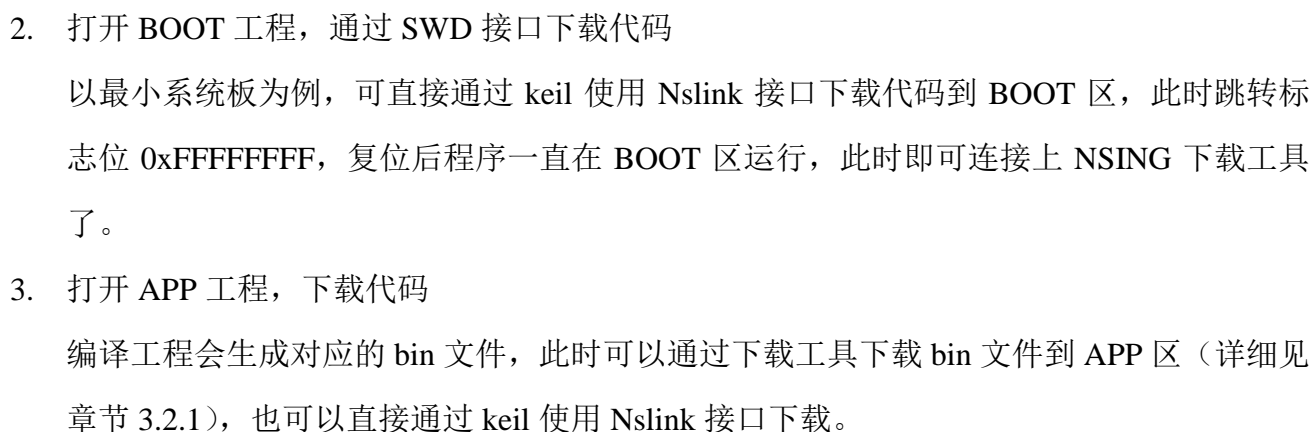 2. 打开 BOOT 工程，通过 SWD 接口下载代码
以最小系统板为例，可直接通过 keil 使用 Nslink 接口下载代码到 BOOT 区，此时跳转标
志位 0xFFFFFFFF，复位后程序一直在 BOOT 区运行，此时即可连接上 NSING 下载工具
了。
3. 打开 APP 工程，下载代码
编译工程会生成对应的 bin 文件，此时可以通过下载工具下载 bin 文件到 APP 区（详细见
章节 3.2.1），也可以直接通过 keil 使用 Nslink 接口下载。